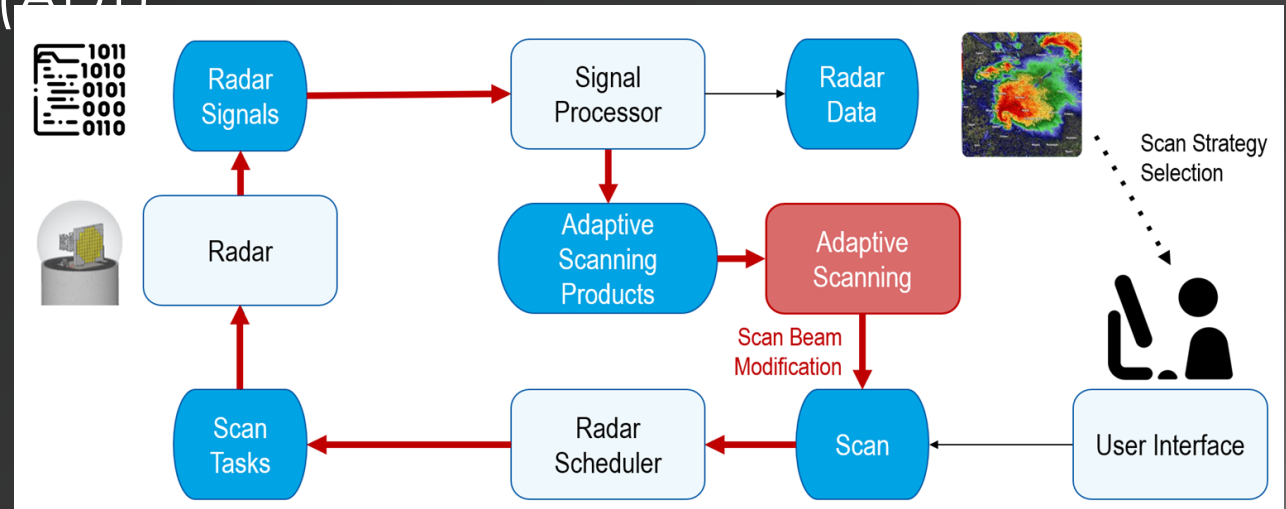 1011
1010
0101
000
0110
Radar
Signals
Signal
Processor
Radar
Data
Scan Strategy
Selection
Radar
Adaptive
Scanning
Products
Adaptive
Scanning
Scan Beam
Modification
Scan
Tasks
Radar
Scheduler
Scan
User Interface